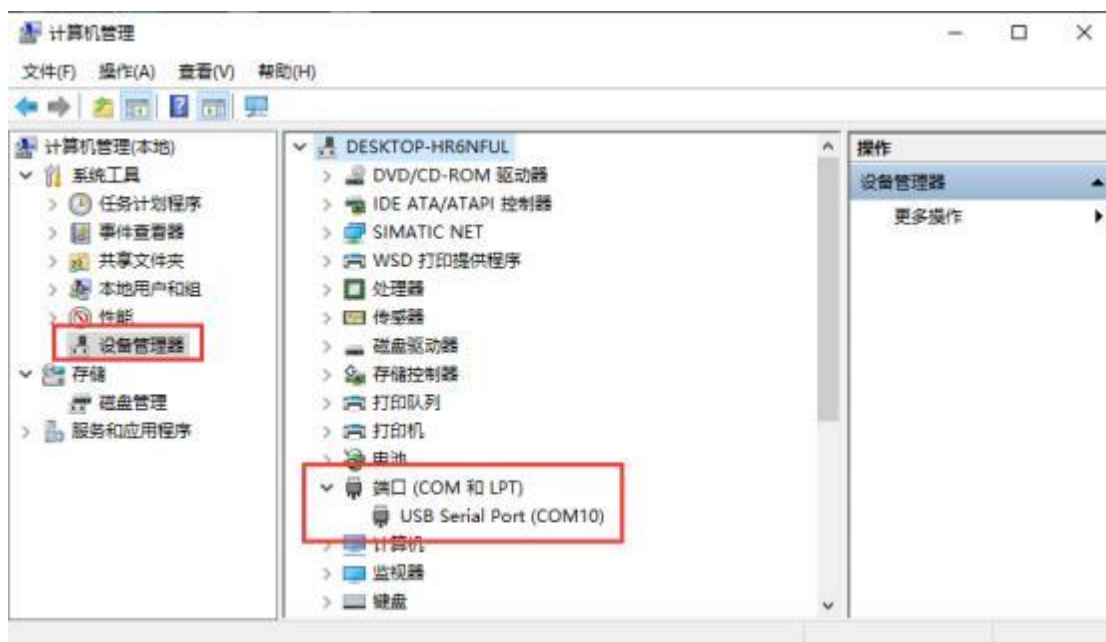 计算机管理
文件(F) 操作(A) 查看(V) 帮助(H)
计算机管理(本地)
系统工具
任务计划程序
事件查看器
共享文件夹
本地用户和组
性能
设备管理器
存储
磁盘管理
服务和应用程序
DESKTOP-HR6NFUL
DVD/CD-ROM 驱动器
IDE ATA/ATAPI 控制器
SIMATIC NET
WSD 打印提供程序
处理器
传感器
磁盘驱动器
存储控制器
打印队列
打印机
电池
端口 (COM 和 LPT)
USB Serial Port (COM10)
计算机
监视器
键盘
操作
设备管理器
更多操作